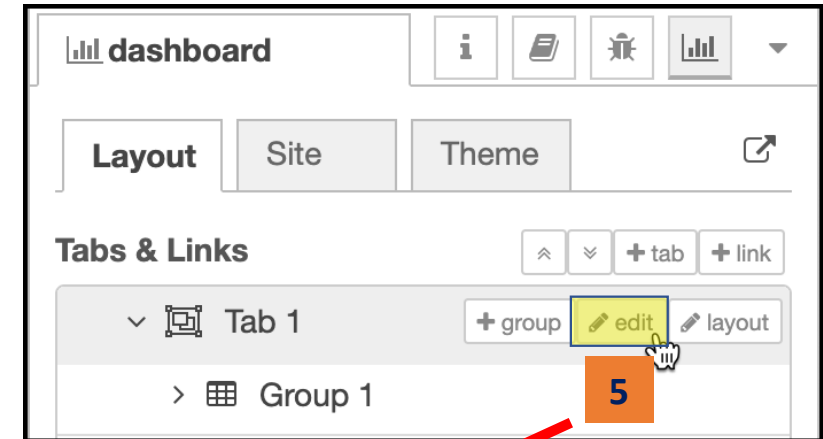 dashboard
Layout Site Theme
Tabs & Links + tab + link
Tab 1 + group edit layout
Group 1 5